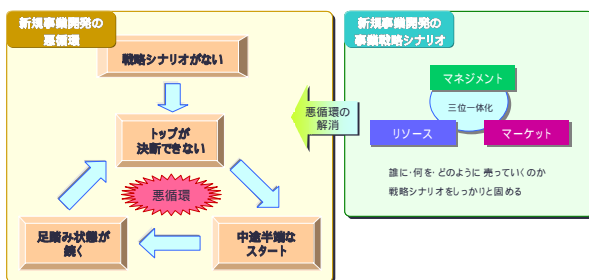 新規事業開発の
悪循環
戦略シナリオがない
トップが
決断できない
悪循環
足踏み状態が
続く
中途半端な
スタート
悪循環の
解消
新規事業開発の
事業戦略シナリオ
マネジメント
三位一体化
リソース
マーケット
誰に・何を・どのように売っていくのか
戦略シナリオをしっかりと固める